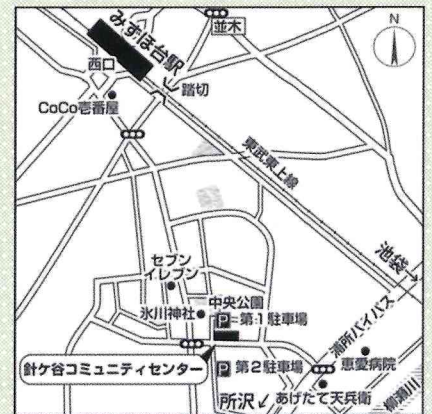 N
並木
みずほ台駅
西口
踏切
CoCo壱番屋
東武東上線
池袋
セブン
イレブン
中央公園
氷川神社
P=第1駐車場
浦所バイパス
恵愛病院
針ケ谷コミュニティセンター
P 第2駐車場
所沢
あげたて天兵衛
柳瀬川